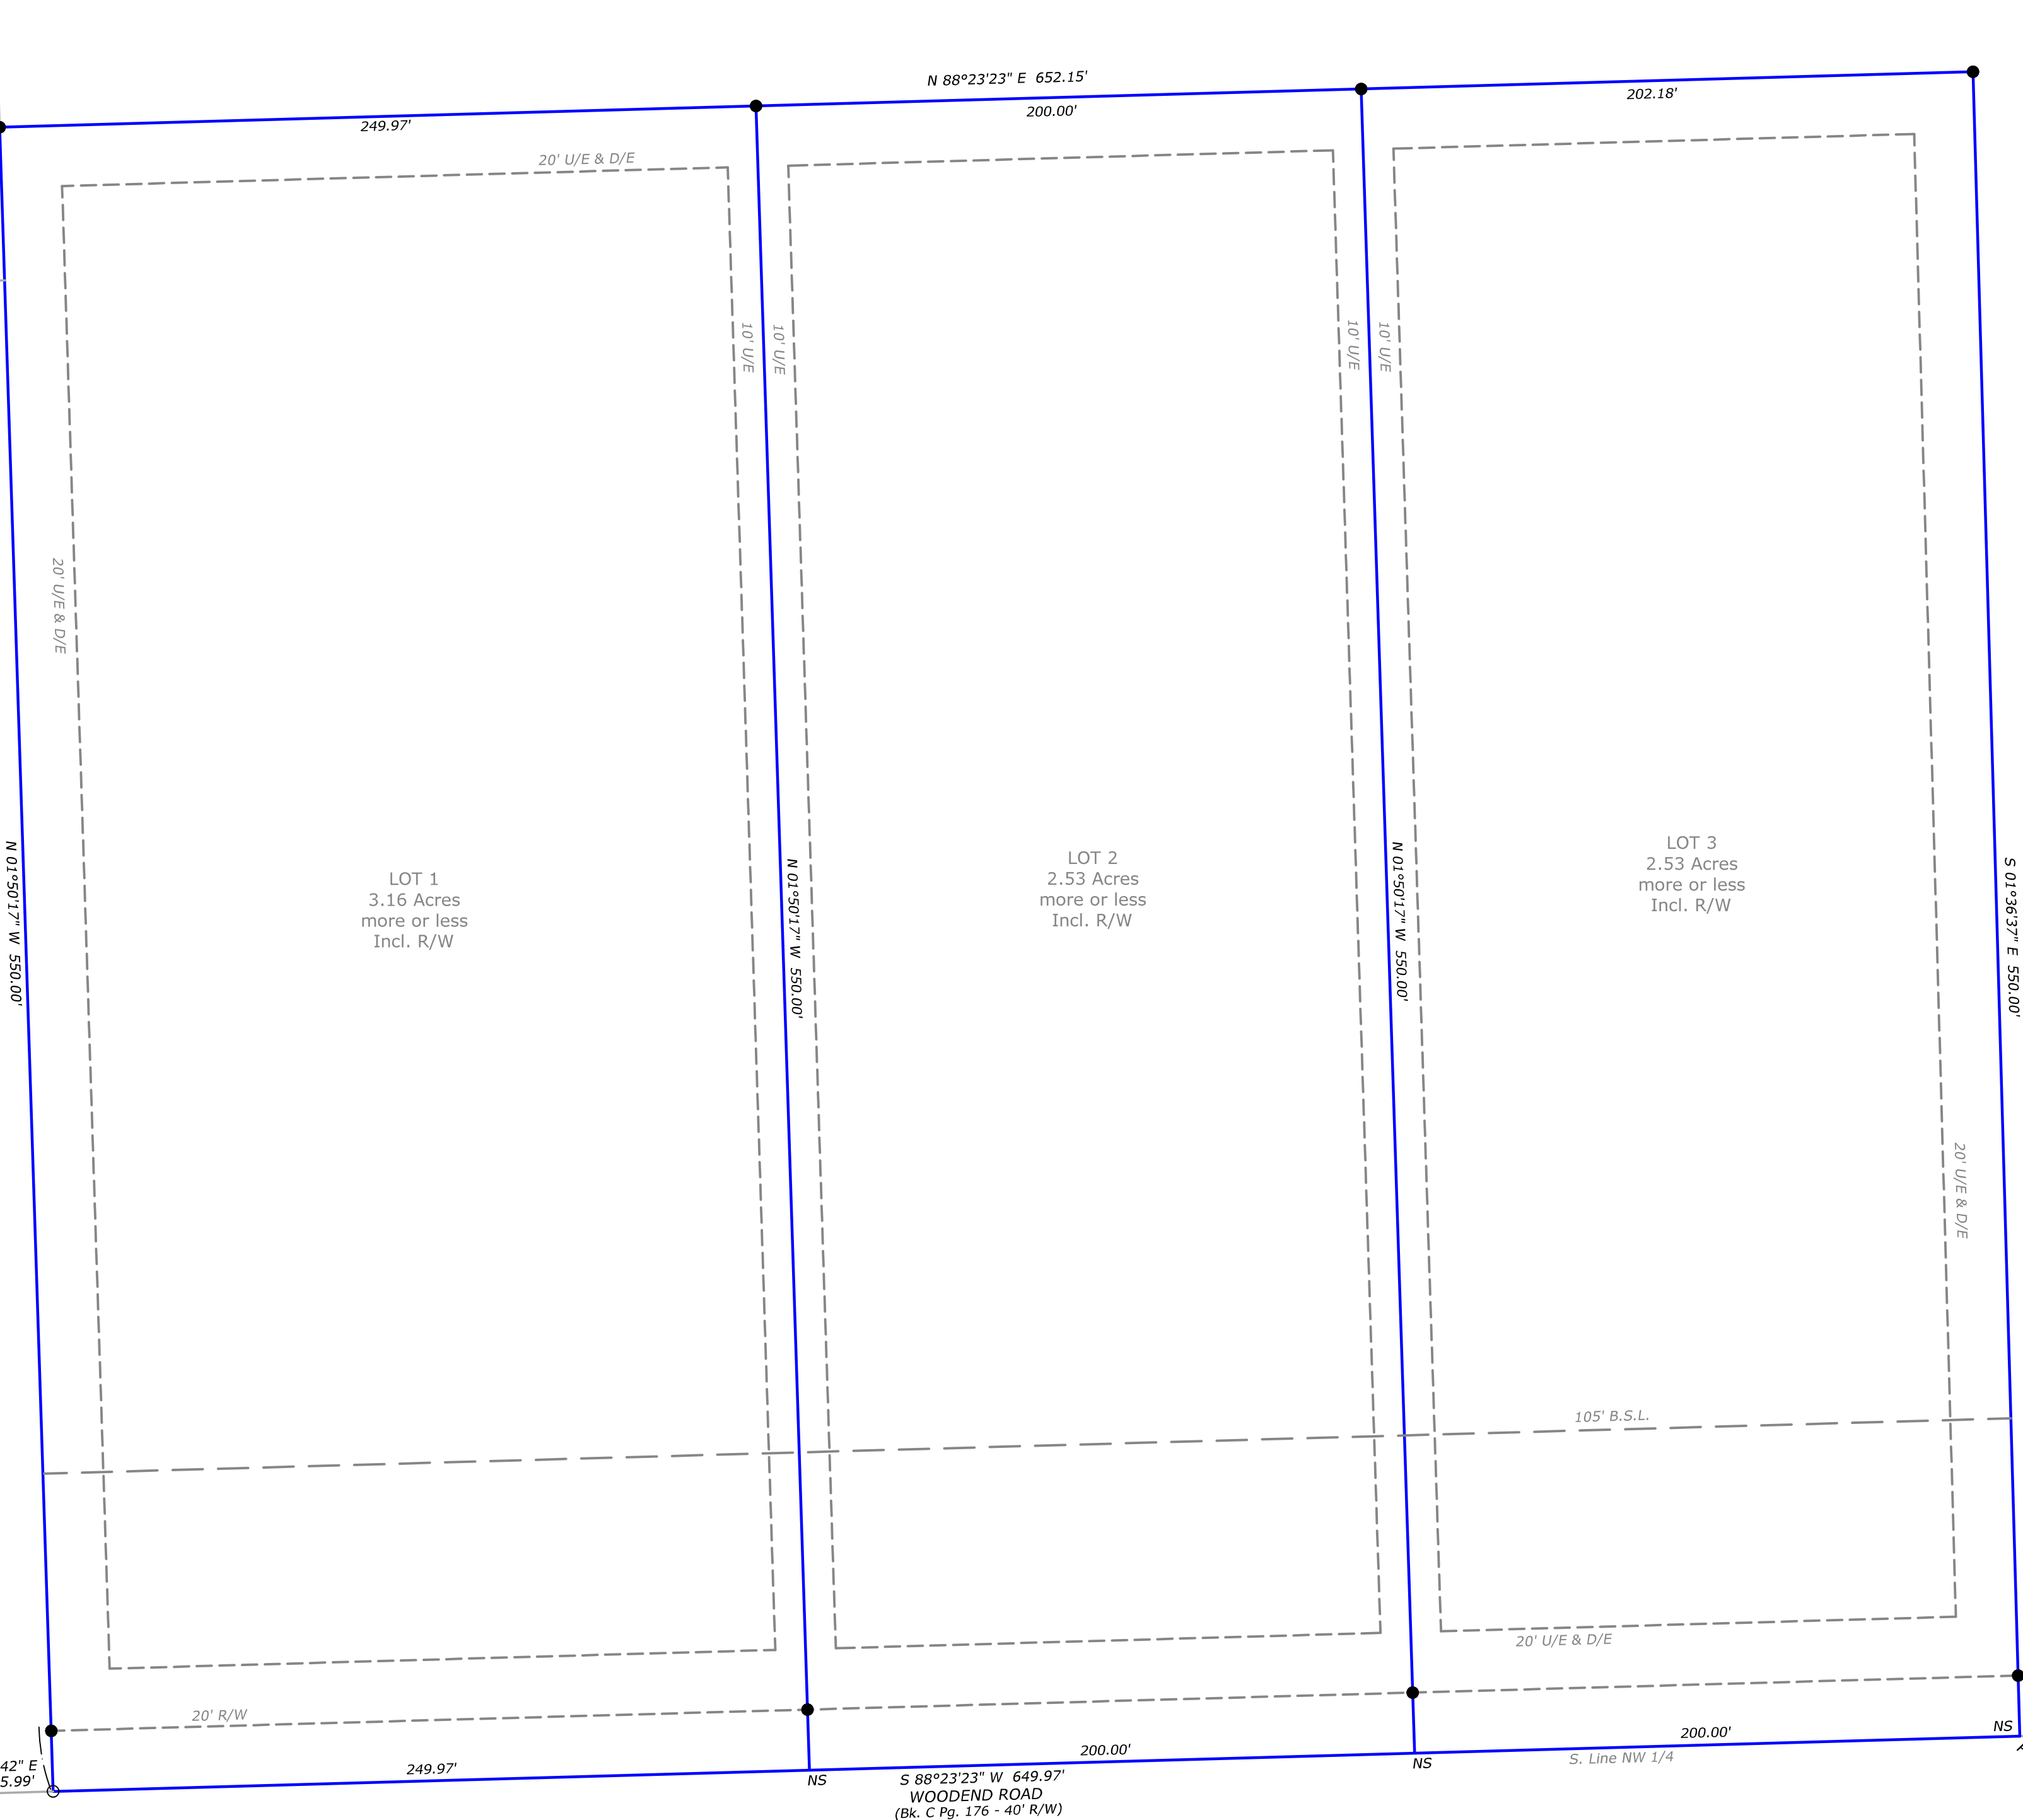 N 88°23'23" E 652.15'
249.97'
200.00'
202.18'
20' U/E & D/E
10' U/E
10' U/E
10' U/E
10' U/E
20' U/E & D/E
N 01°50'17" W 550.00'
LOT 1
3.16 Acres
more or less
Incl. R/W
N 01°50'17" W 550.00'
LOT 2
2.53 Acres
more or less
Incl. R/W
N 01°50'17" W 550.00'
LOT 3
2.53 Acres
more or less
Incl. R/W
S 01°36'37" E 550.00'
20' U/E & D/E
105' B.S.L.
20' U/E & D/E
20' R/W
42" E
5.99'
249.97'
NS
200.00'
NS
200.00'
NS
S. Line NW 1/4
S 88°23'23" W 649.97'
WOODEND ROAD
(Bk. C Pg. 176 - 40' R/W)